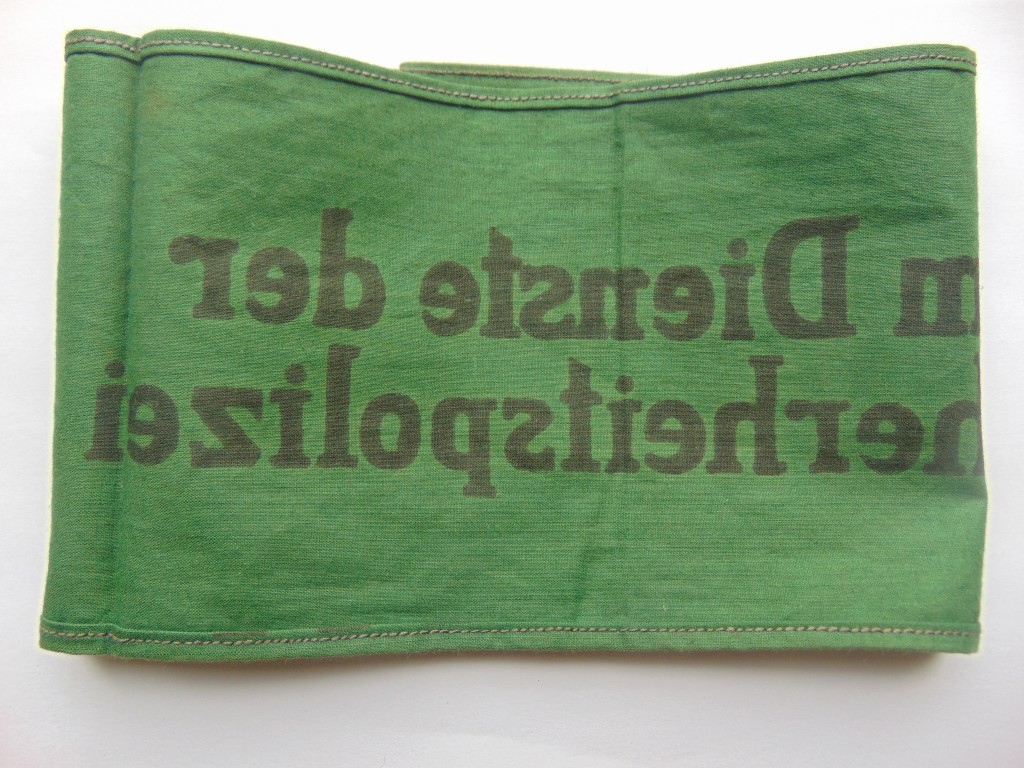 m Dienste der
herheitspolizei